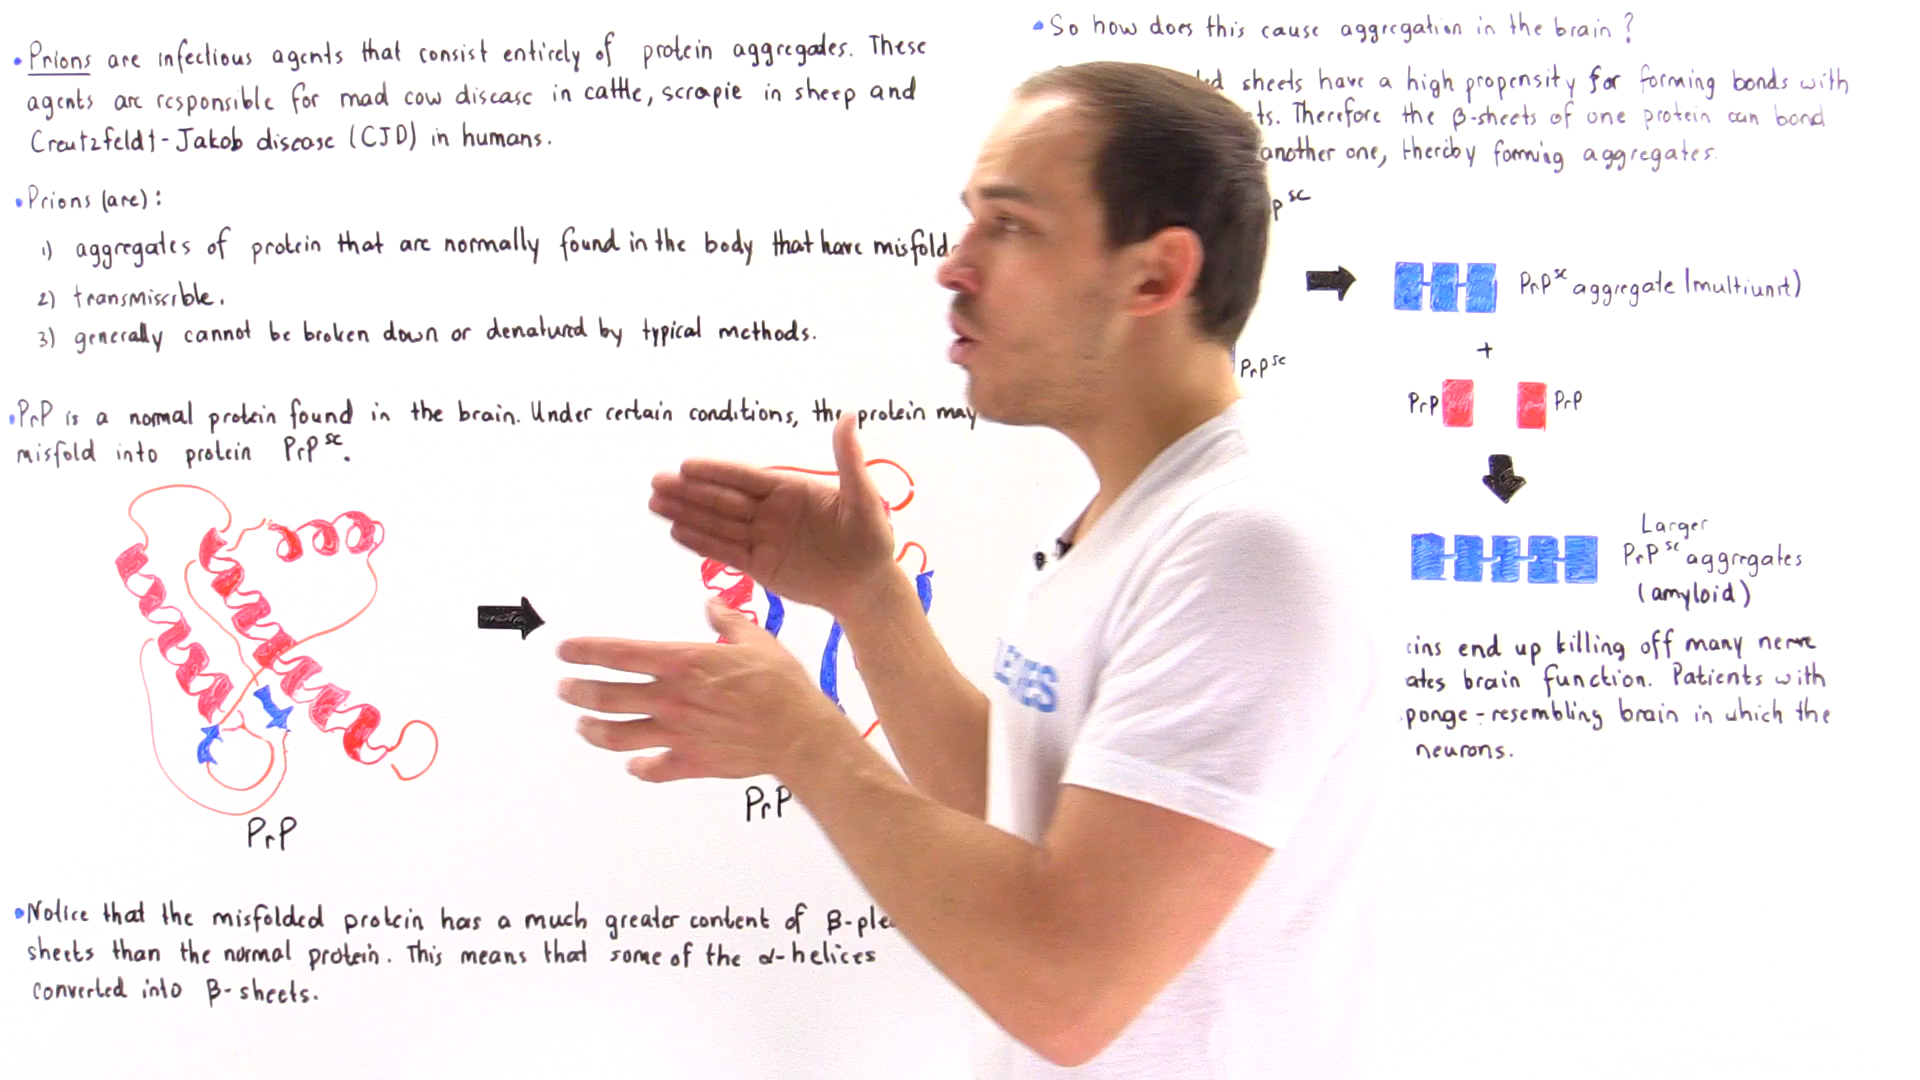 •Prions are infectious agents that consist entirely of protein aggregates. These
agents are responsible for mad cow disease in cattle, scrapie in sheep and
Creutzfeldt-Jakob disease (CJD) in humans.
•Prions (are):
1) aggregates of protein that are normally found in the body that have misfold
2) transmissible.
3) generally cannot be broken down or denatured by typical methods.
•PrP is a normal protein found in the brain. Under certain conditions, the protein may
misfold into protein PrP^sc.
PrP
PrP
•Notice that the misfolded protein has a much greater content of β-ple
sheets than the normal protein. This means that some of the α-helices
converted into β-sheets.
•So how does this cause aggregation in the brain?
ed sheets have a high propensity for forming bonds with
ts. Therefore the β-sheets of one protein can bond
another one, thereby forming aggregates.
P^sc
PrP^sc aggregate (multiunit)
+
PrP^sc
PrP PrP
Larger
PrP^sc aggregates
(amyloid)
eins end up killing off many nerve
ates brain function. Patients with
ponge-resembling brain in which the
neurons.